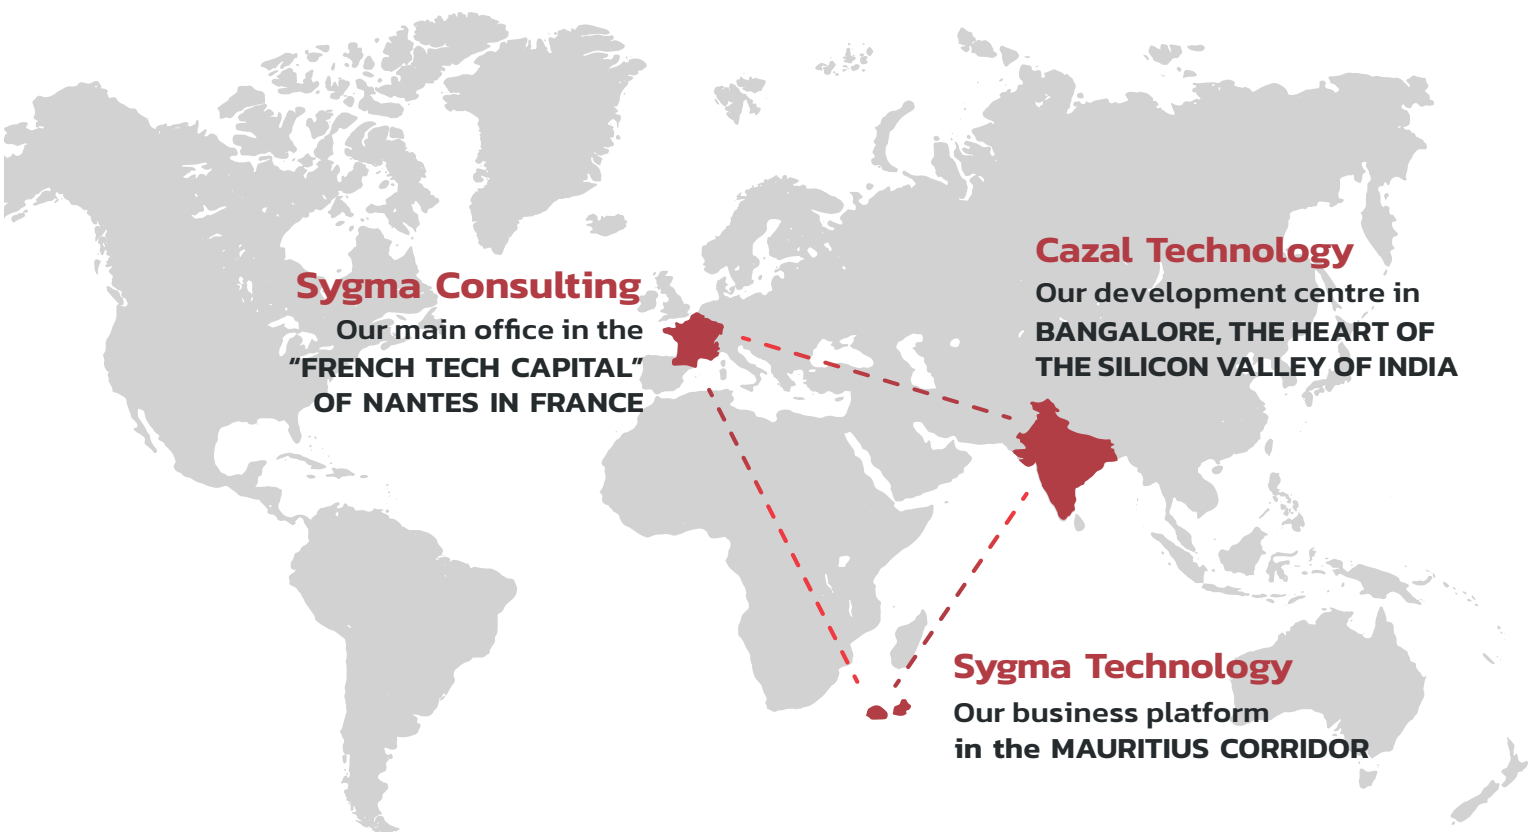 Sygma Consulting
Our main office in the
“FRENCH TECH CAPITAL”
OF NANTES IN FRANCE
Cazal Technology
Our development centre in
BANGALORE, THE HEART OF
THE SILICON VALLEY OF INDIA
Sygma Technology
Our business platform
in the MAURITIUS CORRIDOR